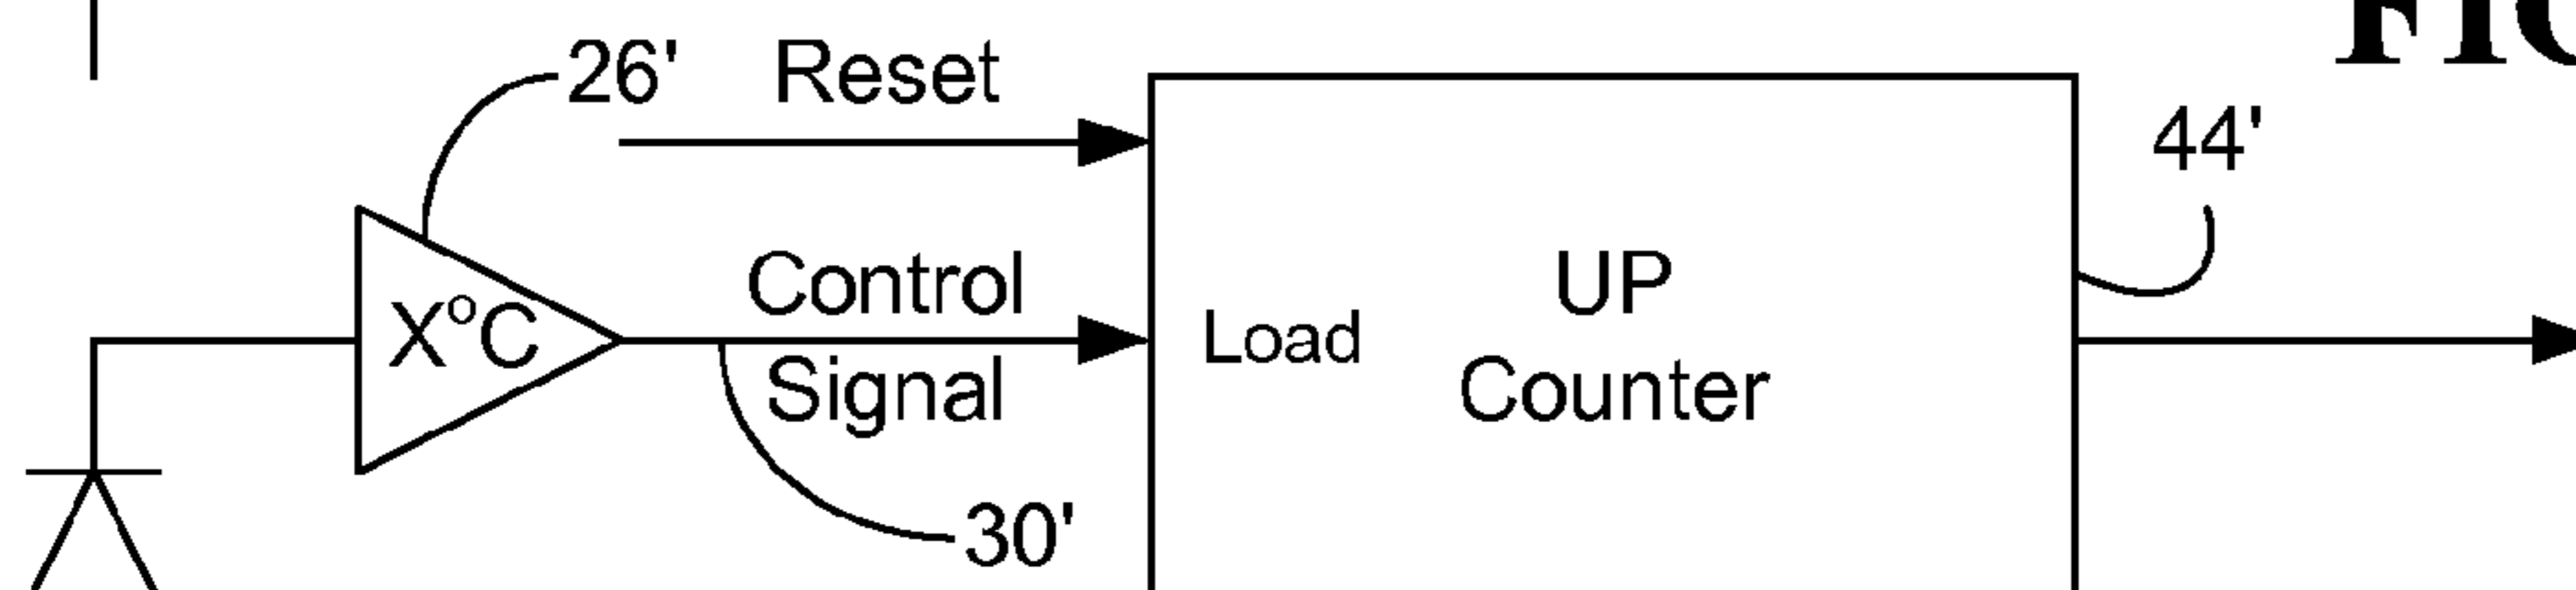 26'
Reset
44'
Control
Signal
X°C
Load
UP
Counter
30'